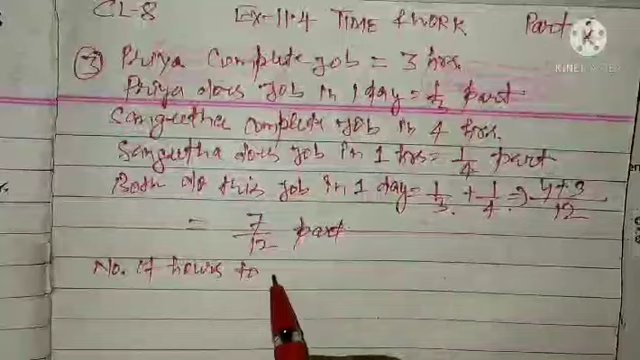 CL-8 Ex-11.4 TIME & WORK Part
KINEMASTER
③ Priya Complete job = 3 hrs.
Priya does job in 1 day = 1/3 part
Sangeetha complete job in 4 hrs.
Sangeetha does job in 1 hrs = 1/4 part
Both do this job in 1 day = 1/3 + 1/4 => 4+3/12
= 7/12 part
No. of hours to